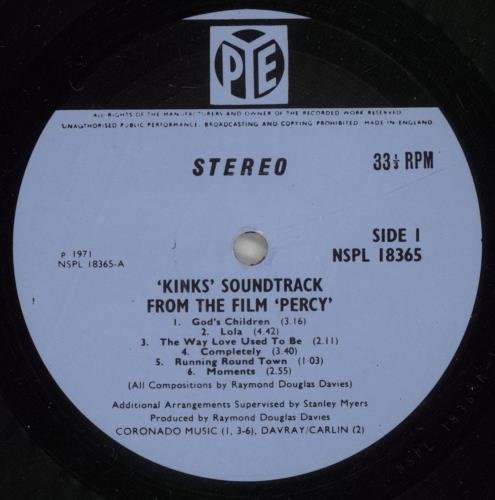 PYE
ALL RIGHTS OF THE MANUFACTURERS AND OWNER OF THE RECORDED WORK RESERVED
UNAUTHORISED PUBLIC PERFORMANCE, BROADCASTING AND COPYING PROHIBITED. MADE IN ENGLAND
STEREO
33⅓ RPM
SIDE 1
NSPL 18365
P 1971
NSPL 18365-A
'KINKS' SOUNDTRACK
FROM THE FILM 'PERCY'
1. God's Children (3.16)
2. Lola (4.42)
3. The Way Love Used To Be (2.11)
4. Completely (3.40)
5. Running Round Town (1·03)
6. Moments (2.55)
(All Compositions by Raymond Douglas Davies)
Additional Arrangements Supervised by Stanley Myers
Produced by Raymond Douglas Davies
CORONADO MUSIC (1, 3-6), DAVRAY/CARLIN (2)